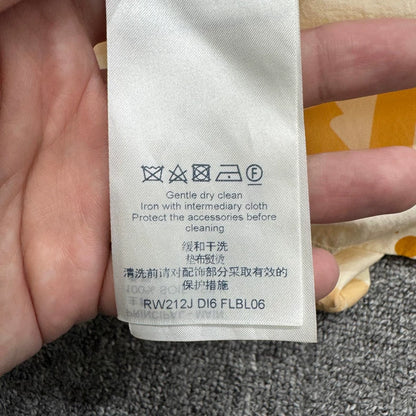 F
Gentle dry clean
Iron with intermediary cloth
Protect the accessories before
cleaning
缓和干洗
垫布熨烫
清洗前请对配饰部分采取有效的
保护措施
RW212J DI6 FLBL06